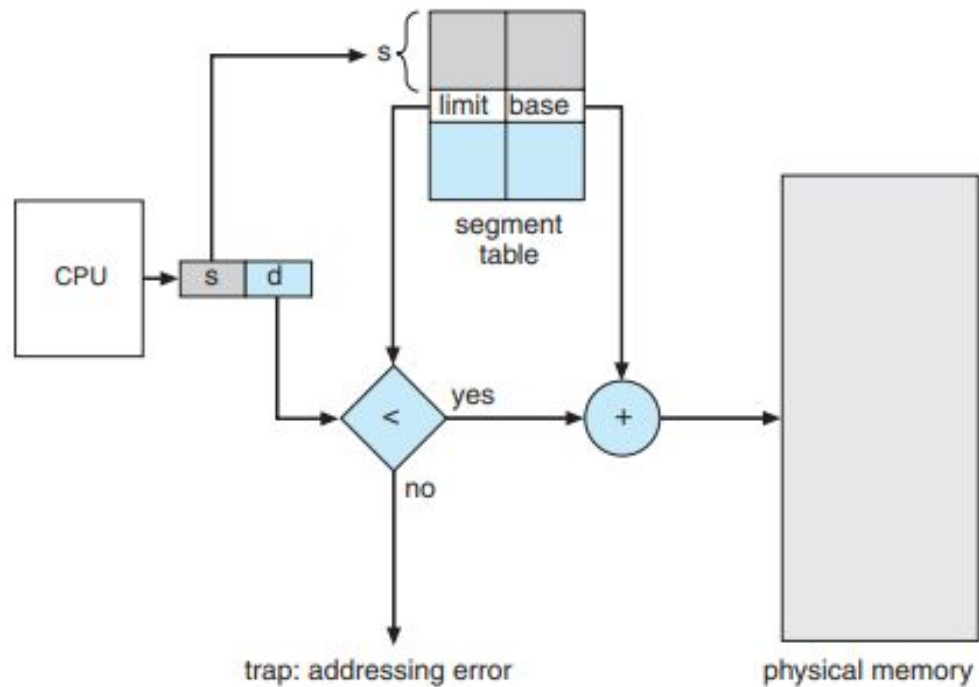 s
limit base
segment
table
CPU
s d
<
yes
+
no
trap: addressing error
physical memory